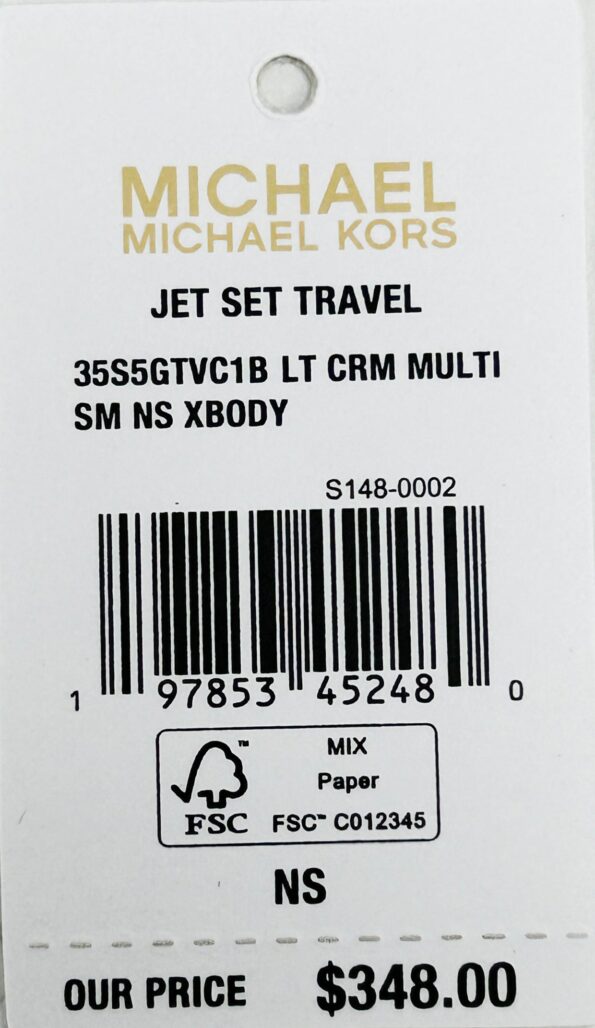 MICHAEL
MICHAEL KORS
JET SET TRAVEL
35S5GTVC1B LT CRM MULTI
SM NS XBODY
S148-0002
1 97853 45248 0
FSC
MIX
Paper
FSC™ C012345
NS
OUR PRICE $348.00